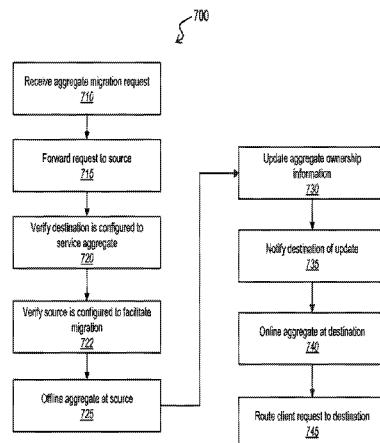 700
Receive aggregate migration request
710
Forward request to source
715
Verify destination is configured to
service aggregate
720
Verify source is configured to facilitate
migration
722
Offline aggregate at source
725
Update aggregate ownership
information
730
Notify destination of update
735
Online aggregate at destination
740
Route client request to destination
745